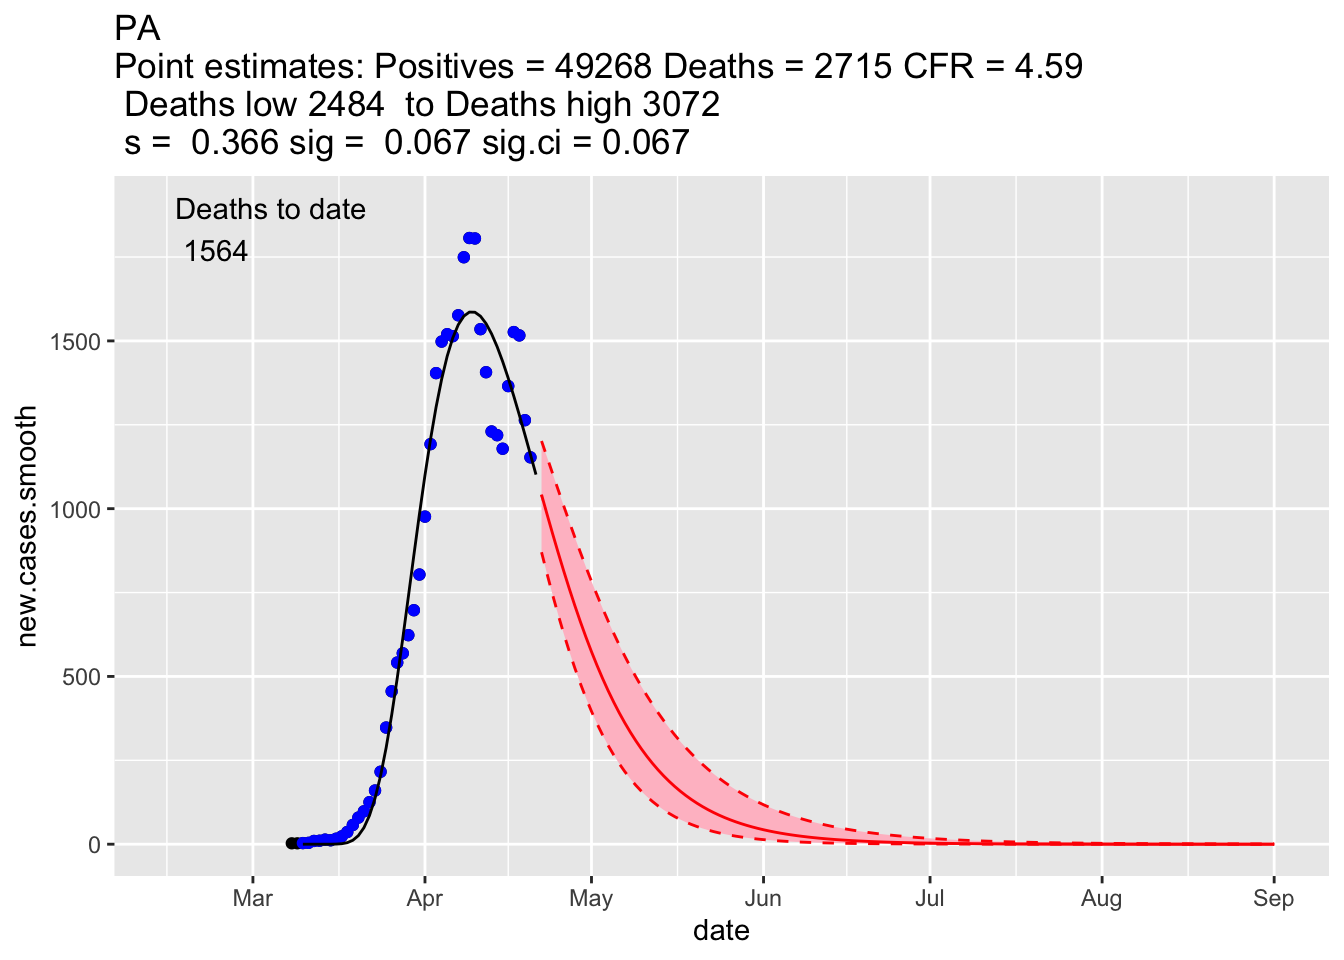 PA
Point estimates: Positives = 49268 Deaths = 2715 CFR = 4.59
Deaths low 2484  to Deaths high 3072
s =  0.366 sig =  0.067 sig.ci = 0.067
Deaths to date
1564
1500
1000
500
0
new.cases.smooth
Mar Apr May Jun Jul Aug Sep
date